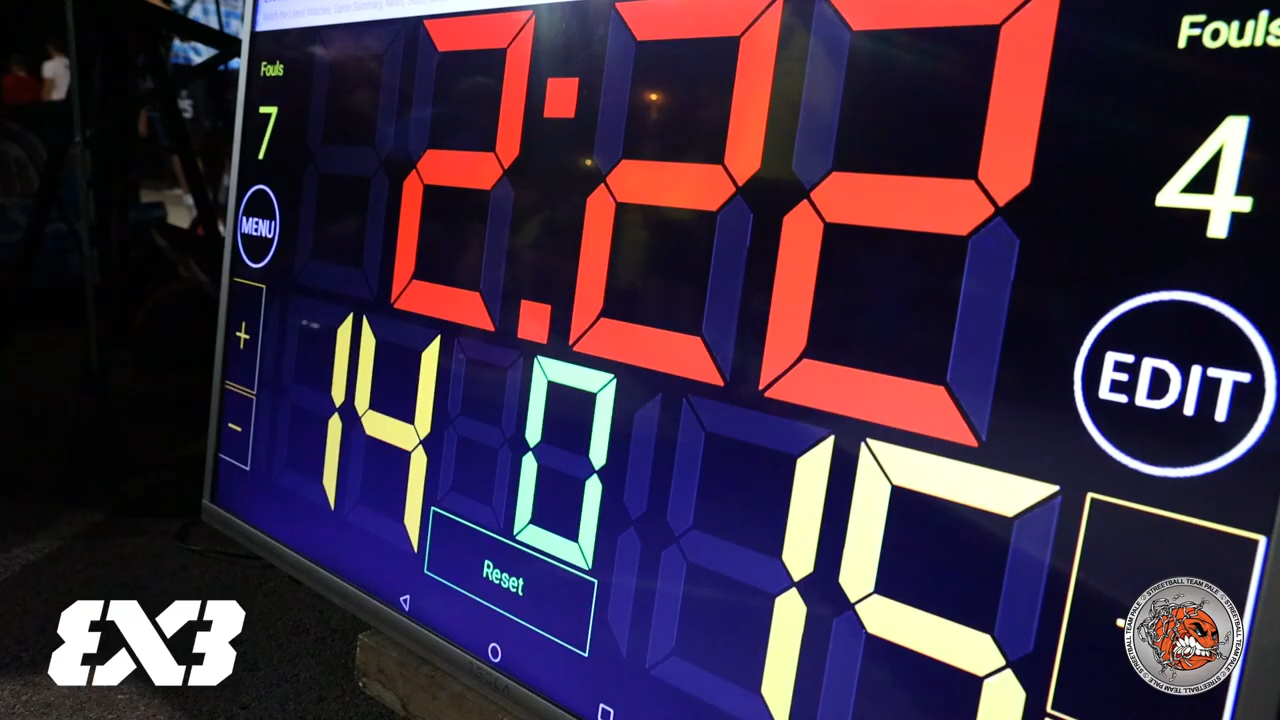 Fouls
7
MENU
+
-
2:22
Fouls
4
EDIT
14
0
15
Reset
3X3
STREETBALL TEAM PALE